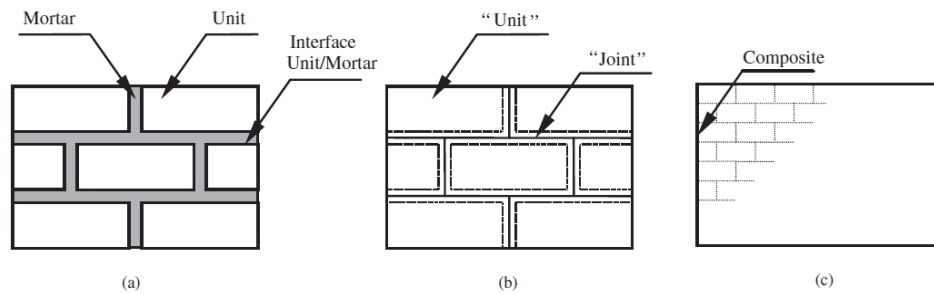 Mortar
Unit
Interface
Unit/Mortar
(a)
“Unit”
“Joint”
(b)
Composite
(c)